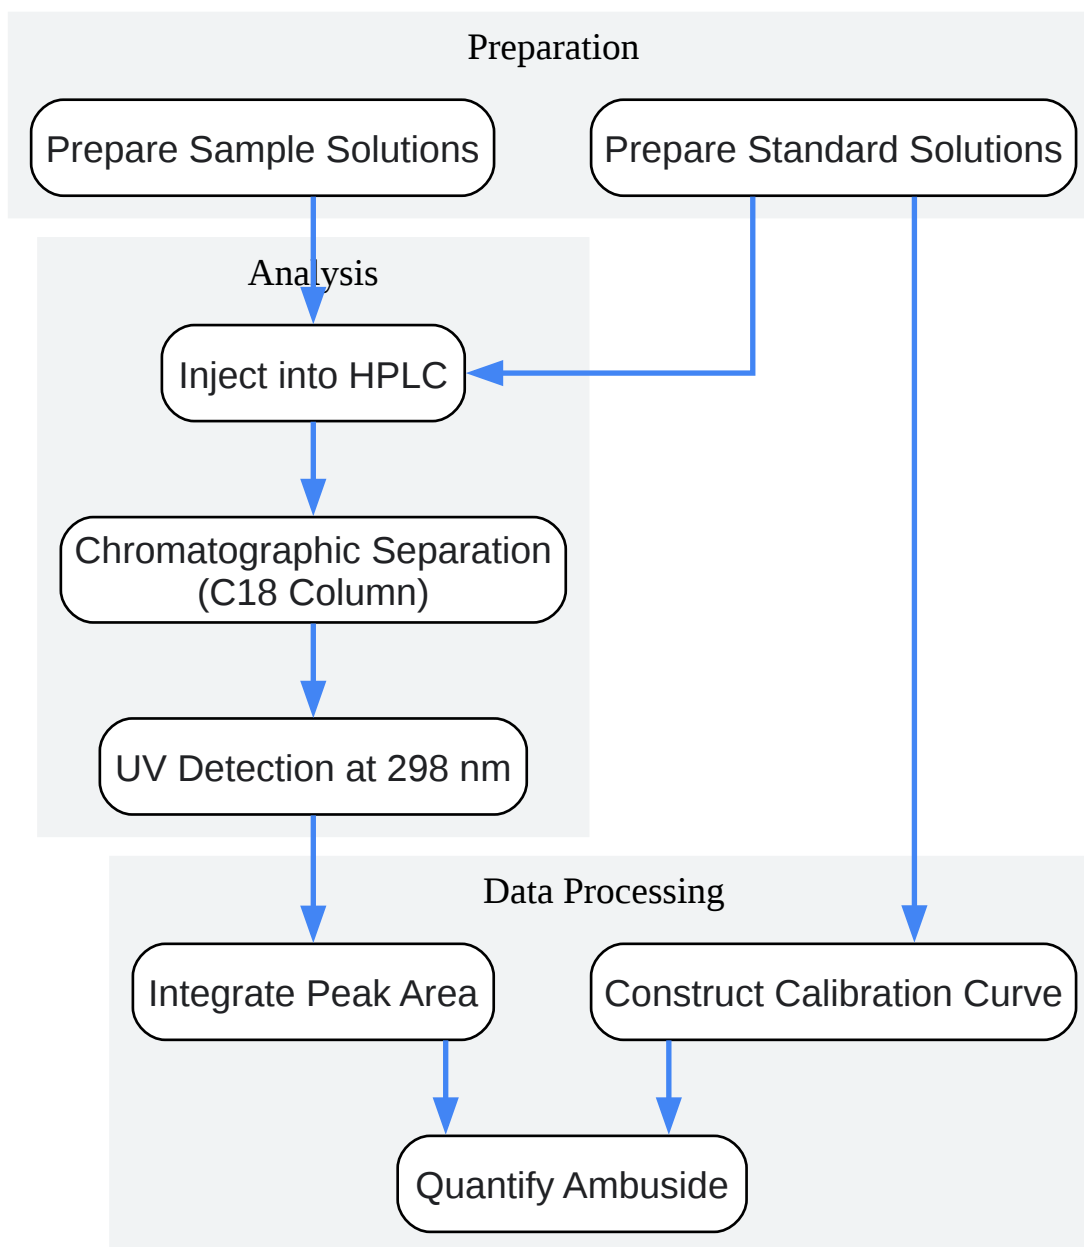 Preparation
Prepare Sample Solutions
Prepare Standard Solutions
Analysis
Inject into HPLC
Chromatographic Separation
(C18 Column)
UV Detection at 298 nm
Data Processing
Integrate Peak Area
Construct Calibration Curve
Quantify Ambuside